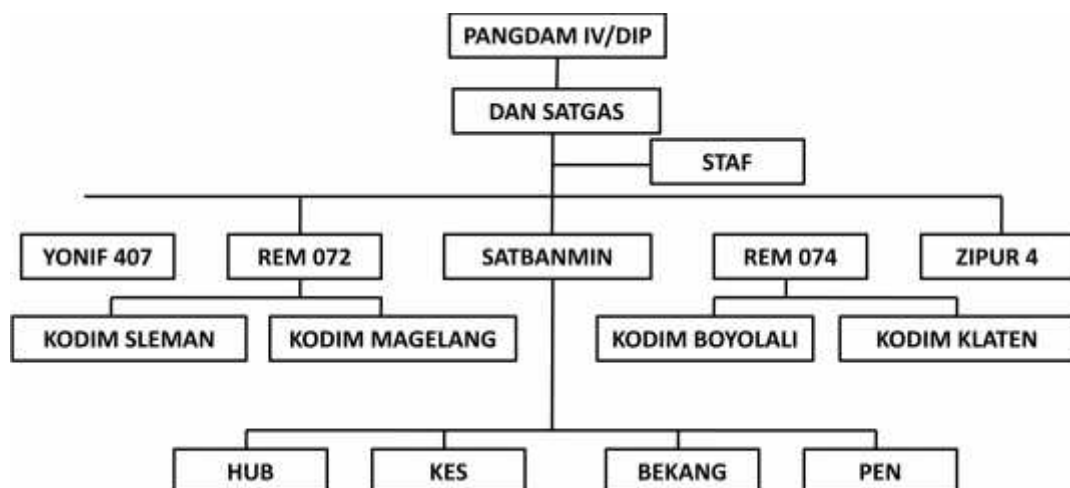 PANGDAM IV/DIP
DAN SATGAS
STAF
YONIF 407
REM 072
SATBANMIN
REM 074
ZIPUR 4
KODIM SLEMAN
KODIM MAGELANG
KODIM BOYOLALI
KODIM KLATEN
HUB
KES
BEKANG
PEN